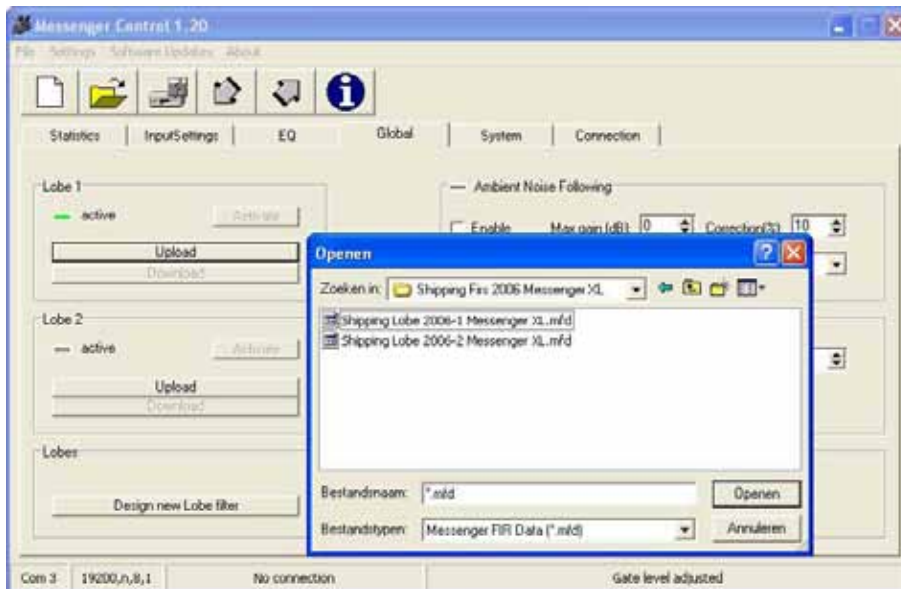 Messenger Control 1.20
File Settings Software Updates About
Statistics InputSettings EQ Global System Connection
Lobe 1
active Activate
Upload
Download
Lobe 2
active Activate
Upload
Download
Lobes
Design new Lobe filter
Ambient Noise Following
Enable Max gain (dB): 0 Correction(%) 10
Openen
Zoeken in: Shipping Firs 2006 Messenger XL
Shipping Lobe 2006-1 Messenger XL.mfd
Shipping Lobe 2006-2 Messenger XL.mfd
Bestandsnaam: *.mfd Openen
Bestandstypen: Messenger FIR Data (*.mfd) Annuleren
Com 3 19200,n,8,1 No connection Gate level adjusted